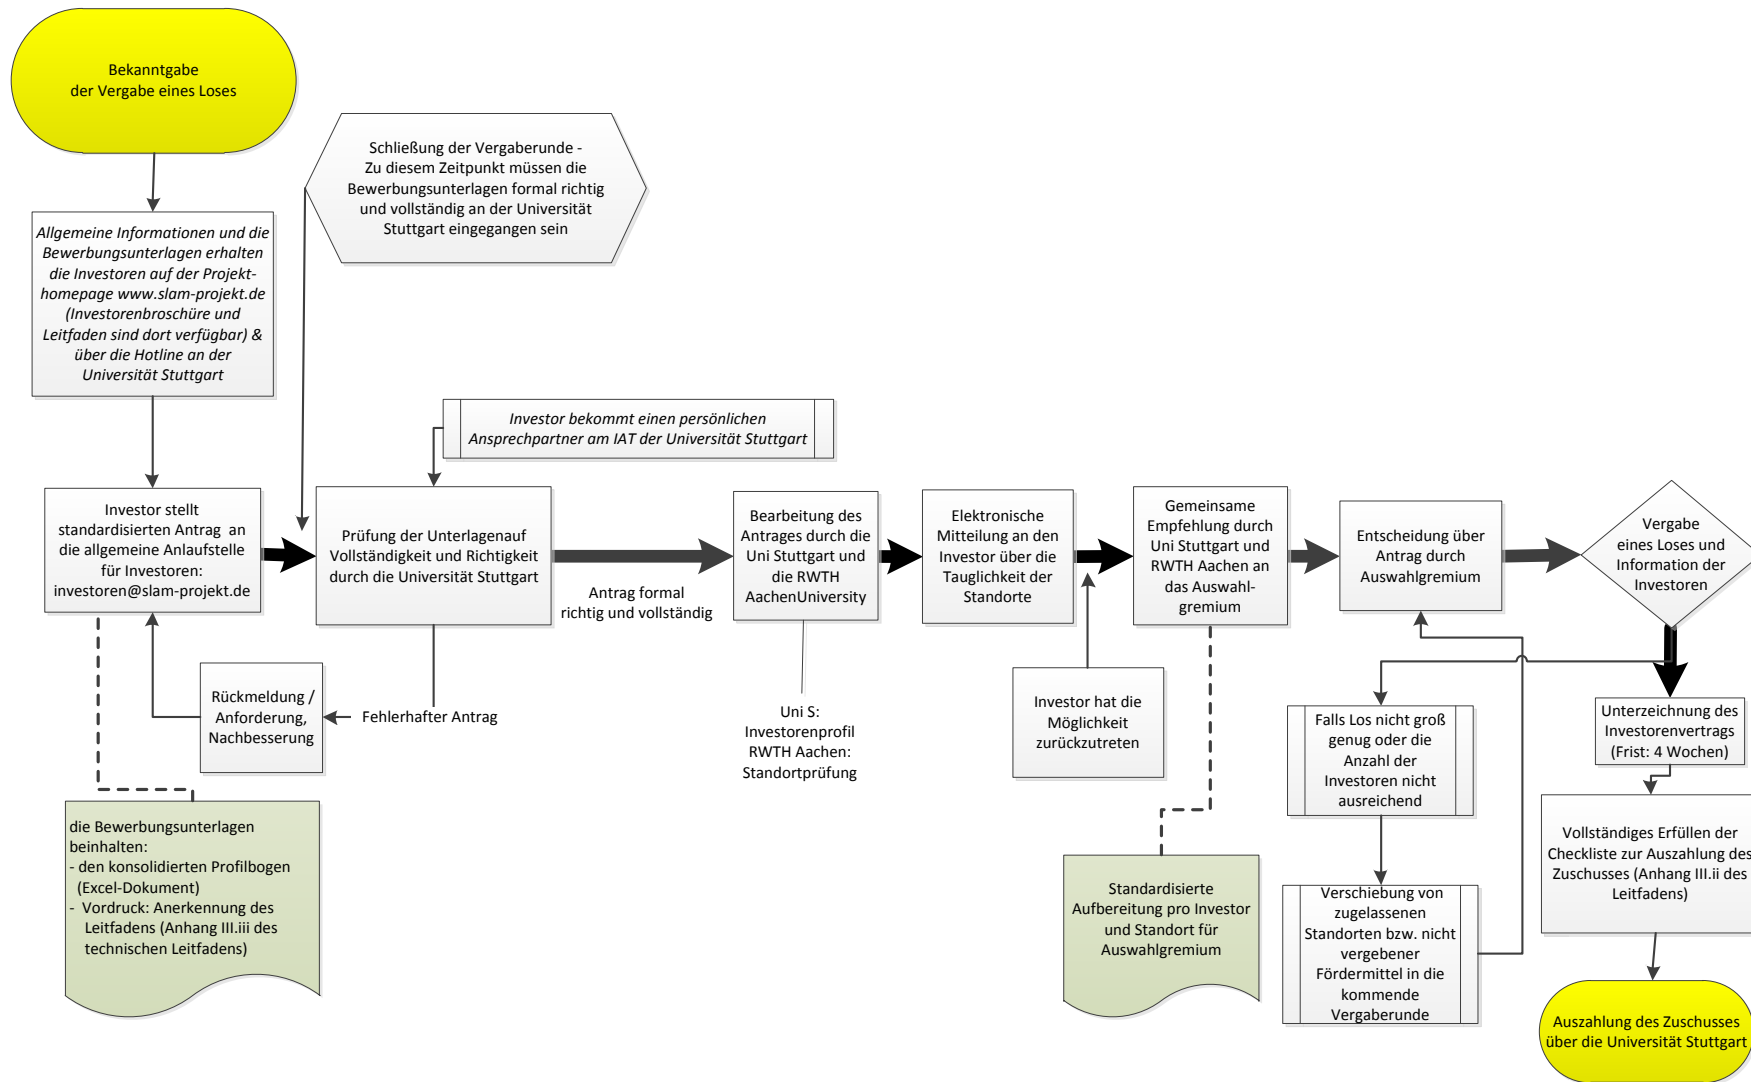 Bekanntgabe
der Vergabe eines Loses
Schließung der Vergaberunde -
Zu diesem Zeitpunkt müssen die
Bewerbungsunterlagen formal richtig
und vollständig an der Universität
Stuttgart eingegangen sein
Allgemeine Informationen und die
Bewerbungsunterlagen erhalten
die Investoren auf der Projekt-
homepage www.slam-projekt.de
(Investorenbroschüre und
Leitfaden sind dort verfügbar) &
über die Hotline an der
Universität Stuttgart
Investor bekommt einen persönlichen
Ansprechpartner am IAT der Universität Stuttgart
Investor stellt
standardisierten Antrag  an
die allgemeine Anlaufstelle
für Investoren:
investoren@slam-projekt.de
Prüfung der Unterlagenauf
Vollständigkeit und Richtigkeit
durch die Universität Stuttgart
Antrag formal
richtig und vollständig
Bearbeitung des
Antrages durch die
Uni Stuttgart und
die RWTH
AachenUniversity
Elektronische
Mitteilung an den
Investor über die
Tauglichkeit der
Standorte
Gemeinsame
Empfehlung durch
Uni Stuttgart und
RWTH Aachen an
das Auswahl-
gremium
Entscheidung über
Antrag durch
Auswahlgremium
Vergabe
eines Loses und
Information der
Investoren
Rückmeldung /
Anforderung,
Nachbesserung
Fehlerhafter Antrag
Uni S:
Investorenprofil
RWTH Aachen:
Standortprüfung
Investor hat die
Möglichkeit
zurückzutreten
Falls Los nicht groß
genug oder die
Anzahl der
Investoren nicht
ausreichend
Unterzeichnung des
Investorenvertrags
(Frist: 4 Wochen)
die Bewerbungsunterlagen
beinhalten:
- den konsolidierten Profilbogen
(Excel-Dokument)
-  Vordruck: Anerkennung des
Leitfadens (Anhang III.iii des
technischen Leitfadens)
Standardisierte
Aufbereitung pro Investor
und Standort für
Auswahlgremium
Verschiebung von
zugelassenen
Standorten bzw. nicht
vergebener
Fördermittel in die
kommende
Vergaberunde
Vollständiges Erfüllen der
Checkliste zur Auszahlung des
Zuschusses (Anhang III.ii des
Leitfadens)
Auszahlung des Zuschusses
über die Universität Stuttgart